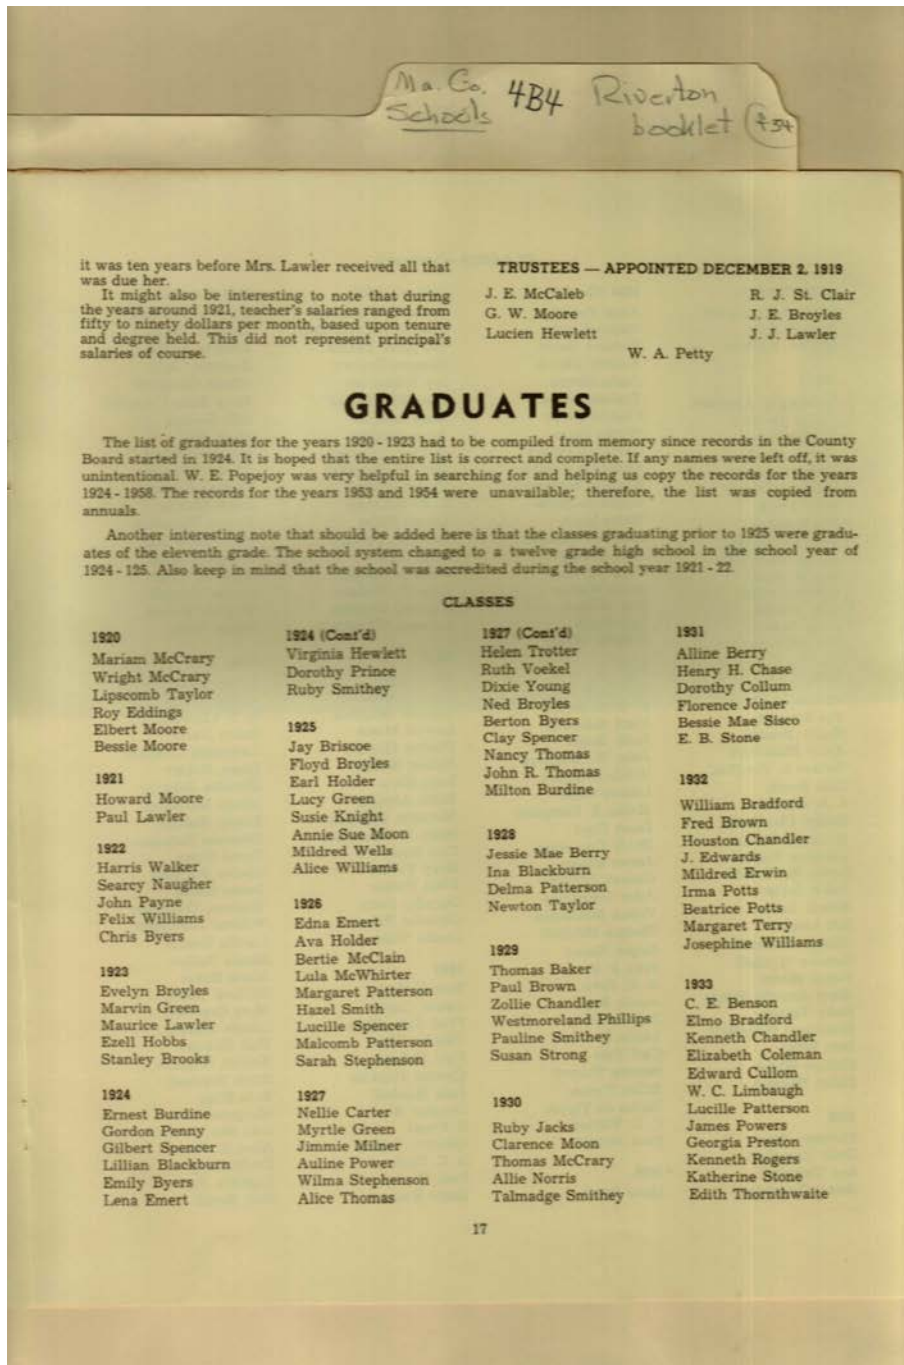 Ma. Co.
Schools
4B4
Riverton
booklet
it was ten years before Mrs. Lawler received all that
was due her.
It might also be interesting to note that during
the years around 1921, teacher's salaries ranged from
fifty to ninety dollars per month, based upon tenure
and degree held. This did not represent principal's
salaries of course.
TRUSTEES — APPOINTED DECEMBER 2, 1919
J. E. McCaleb
R. J. St. Clair
G. W. Moore
J. E. Broyles
Lucien Hewlett
J. J. Lawler
W. A. Petty
GRADUATES
The list of graduates for the years 1920 - 1923 had to be compiled from memory since records in the County
Board started in 1924. It is hoped that the entire list is correct and complete. If any names were left off, it was
unintentional. W. E. Popejoy was very helpful in searching for and helping us copy the records for the years
1924 - 1958. The records for the years 1953 and 1954 were unavailable; therefore, the list was copied from
annuals.
Another interesting note that should be added here is that the classes graduating prior to 1925 were gradu-
ates of the eleventh grade. The school system changed to a twelve grade high school in the school year of
1924 - 125. Also keep in mind that the school was accredited during the school year 1921 - 22.
CLASSES
1920
Mariam McCrary
Wright McCrary
Lipscomb Taylor
Roy Eddings
Elbert Moore
Bessie Moore
1921
Howard Moore
Paul Lawler
1922
Harris Walker
Searcy Naugher
John Payne
Felix Williams
Chris Byers
1923
Evelyn Broyles
Marvin Green
Maurice Lawler
Ezell Hobbs
Stanley Brooks
1924
Ernest Burdine
Gordon Penny
Gilbert Spencer
Lillian Blackburn
Emily Byers
Lena Emert
1924 (Cont'd)
Virginia Hewlett
Dorothy Prince
Ruby Smithey
1925
Jay Briscoe
Floyd Broyles
Earl Holder
Lucy Green
Susie Knight
Annie Sue Moon
Mildred Wells
Alice Williams
1926
Edna Emert
Ava Holder
Bertie McClain
Lula McWhirter
Margaret Patterson
Hazel Smith
Lucille Spencer
Malcomb Patterson
Sarah Stephenson
1927
Nellie Carter
Myrtle Green
Jimmie Milner
Auline Power
Wilma Stephenson
Alice Thomas
1927 (Cont'd)
Helen Trotter
Ruth Voekel
Dixie Young
Ned Broyles
Berton Byers
Clay Spencer
Nancy Thomas
John R. Thomas
Milton Burdine
1928
Jessie Mae Berry
Ina Blackburn
Delma Patterson
Newton Taylor
1929
Thomas Baker
Paul Brown
Zollie Chandler
Westmoreland Phillips
Pauline Smithey
Susan Strong
1930
Ruby Jacks
Clarence Moon
Thomas McCrary
Allie Norris
Talmadge Smithey
1931
Alline Berry
Henry H. Chase
Dorothy Collum
Florence Joiner
Bessie Mae Sisco
E. B. Stone
1932
William Bradford
Fred Brown
Houston Chandler
J. Edwards
Mildred Erwin
Irma Potts
Beatrice Potts
Margaret Terry
Josephine Williams
1933
C. E. Benson
Elmo Bradford
Kenneth Chandler
Elizabeth Coleman
Edward Cullom
W. C. Limbaugh
Lucille Patterson
James Powers
Georgia Preston
Kenneth Rogers
Katherine Stone
Edith Thornthwaite
17